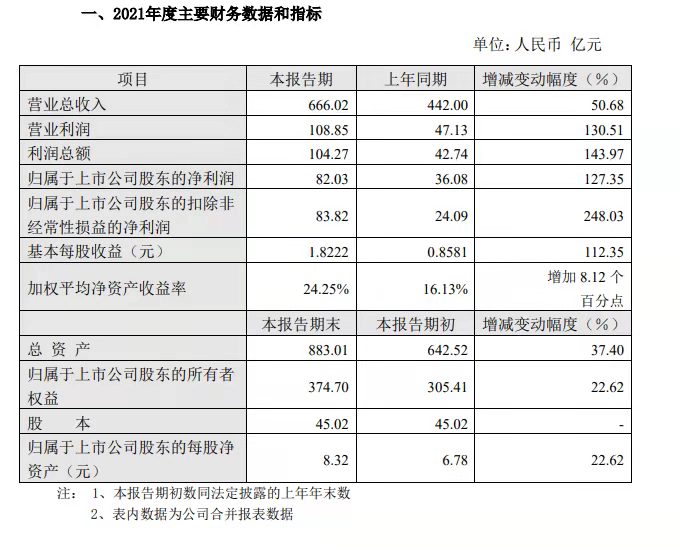 一、2021年度主要财务数据和指标
单位：人民币 亿元
项目 本报告期 上年同期 增减变动幅度（%）
营业总收入 666.02 442.00 50.68
营业利润 108.85 47.13 130.51
利润总额 104.27 42.74 143.97
归属于上市公司股东的净利润 82.03 36.08 127.35
归属于上市公司股东的扣除非
经常性损益的净利润 83.82 24.09 248.03
基本每股收益（元） 1.8222 0.8581 112.35
加权平均净资产收益率 24.25% 16.13% 增加 8.12 个
百分点
本报告期末 本报告期初 增减变动幅度（%）
总 资 产 883.01 642.52 37.40
归属于上市公司股东的所有者
权益 374.70 305.41 22.62
股 本 45.02 45.02 -
归属于上市公司股东的每股净
资产（元） 8.32 6.78 22.62
注： 1、本报告期初数同法定披露的上年年末数
2、表内数据为公司合并报表数据